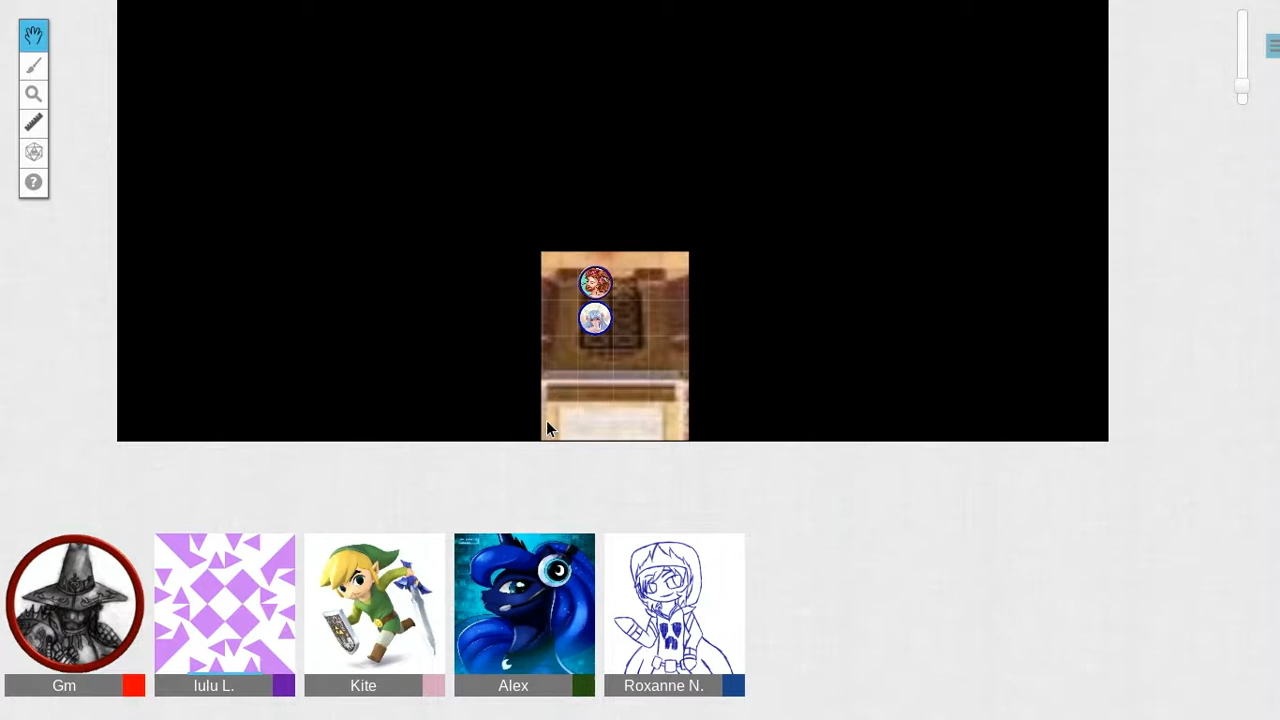 ?
Gm
lulu L.
Kite
Alex
Roxanne N.